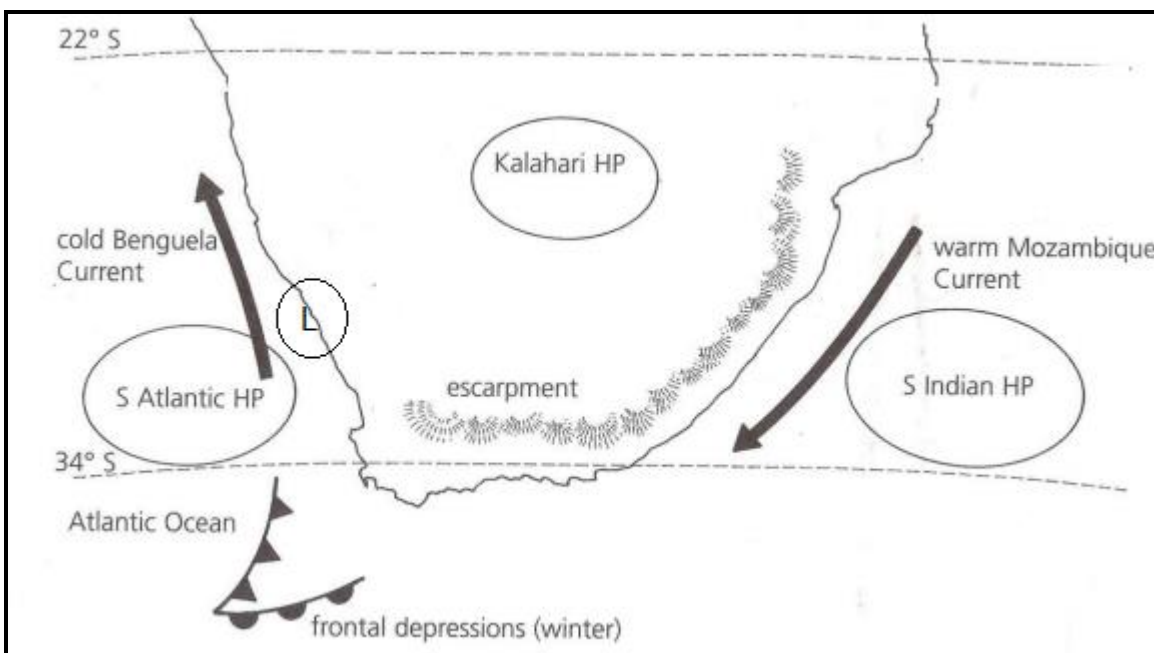 22° S
Kalahari HP
cold Benguela
Current
warm Mozambique
Current
L
S Atlantic HP
escarpment
S Indian HP
34° S
Atlantic Ocean
frontal depressions (winter)